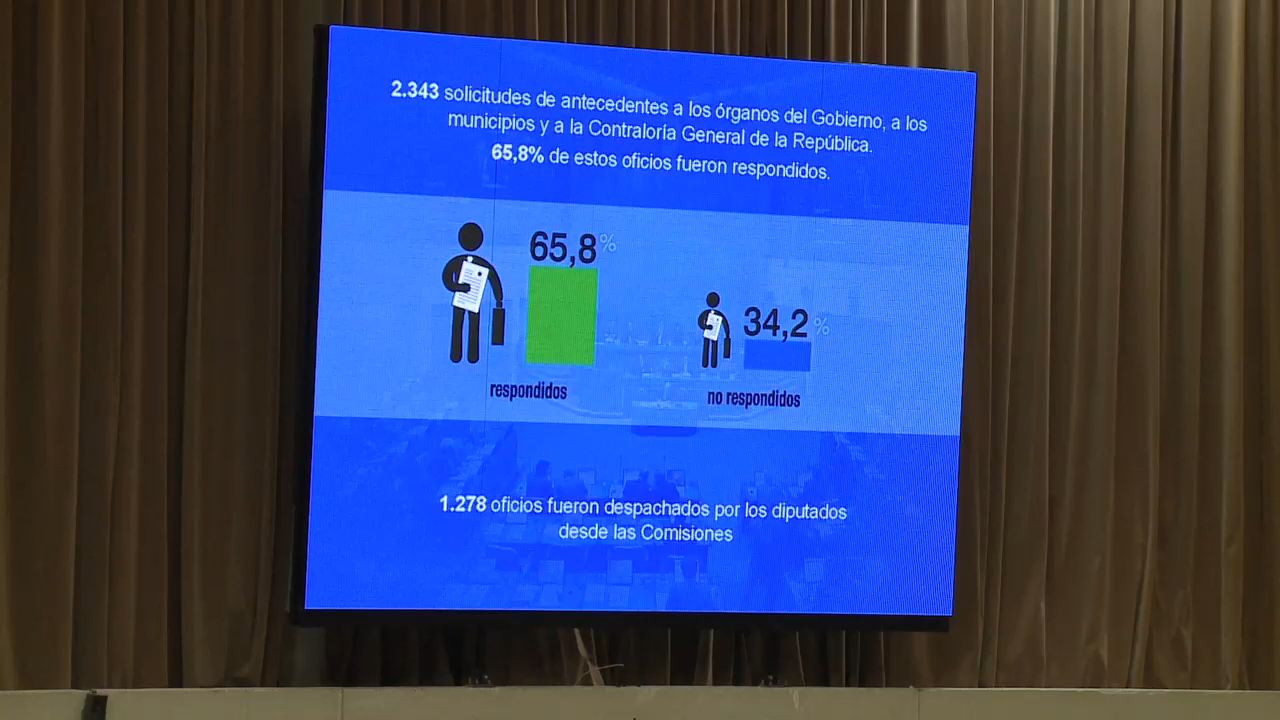 2.343 solicitudes de antecedentes a los órganos del Gobierno, a los
municipios y a la Contraloría General de la República.
65,8% de estos oficios fueron respondidos.
65,8%
34,2%
respondidos
no respondidos
1.278 oficios fueron despachados por los diputados
desde las Comisiones